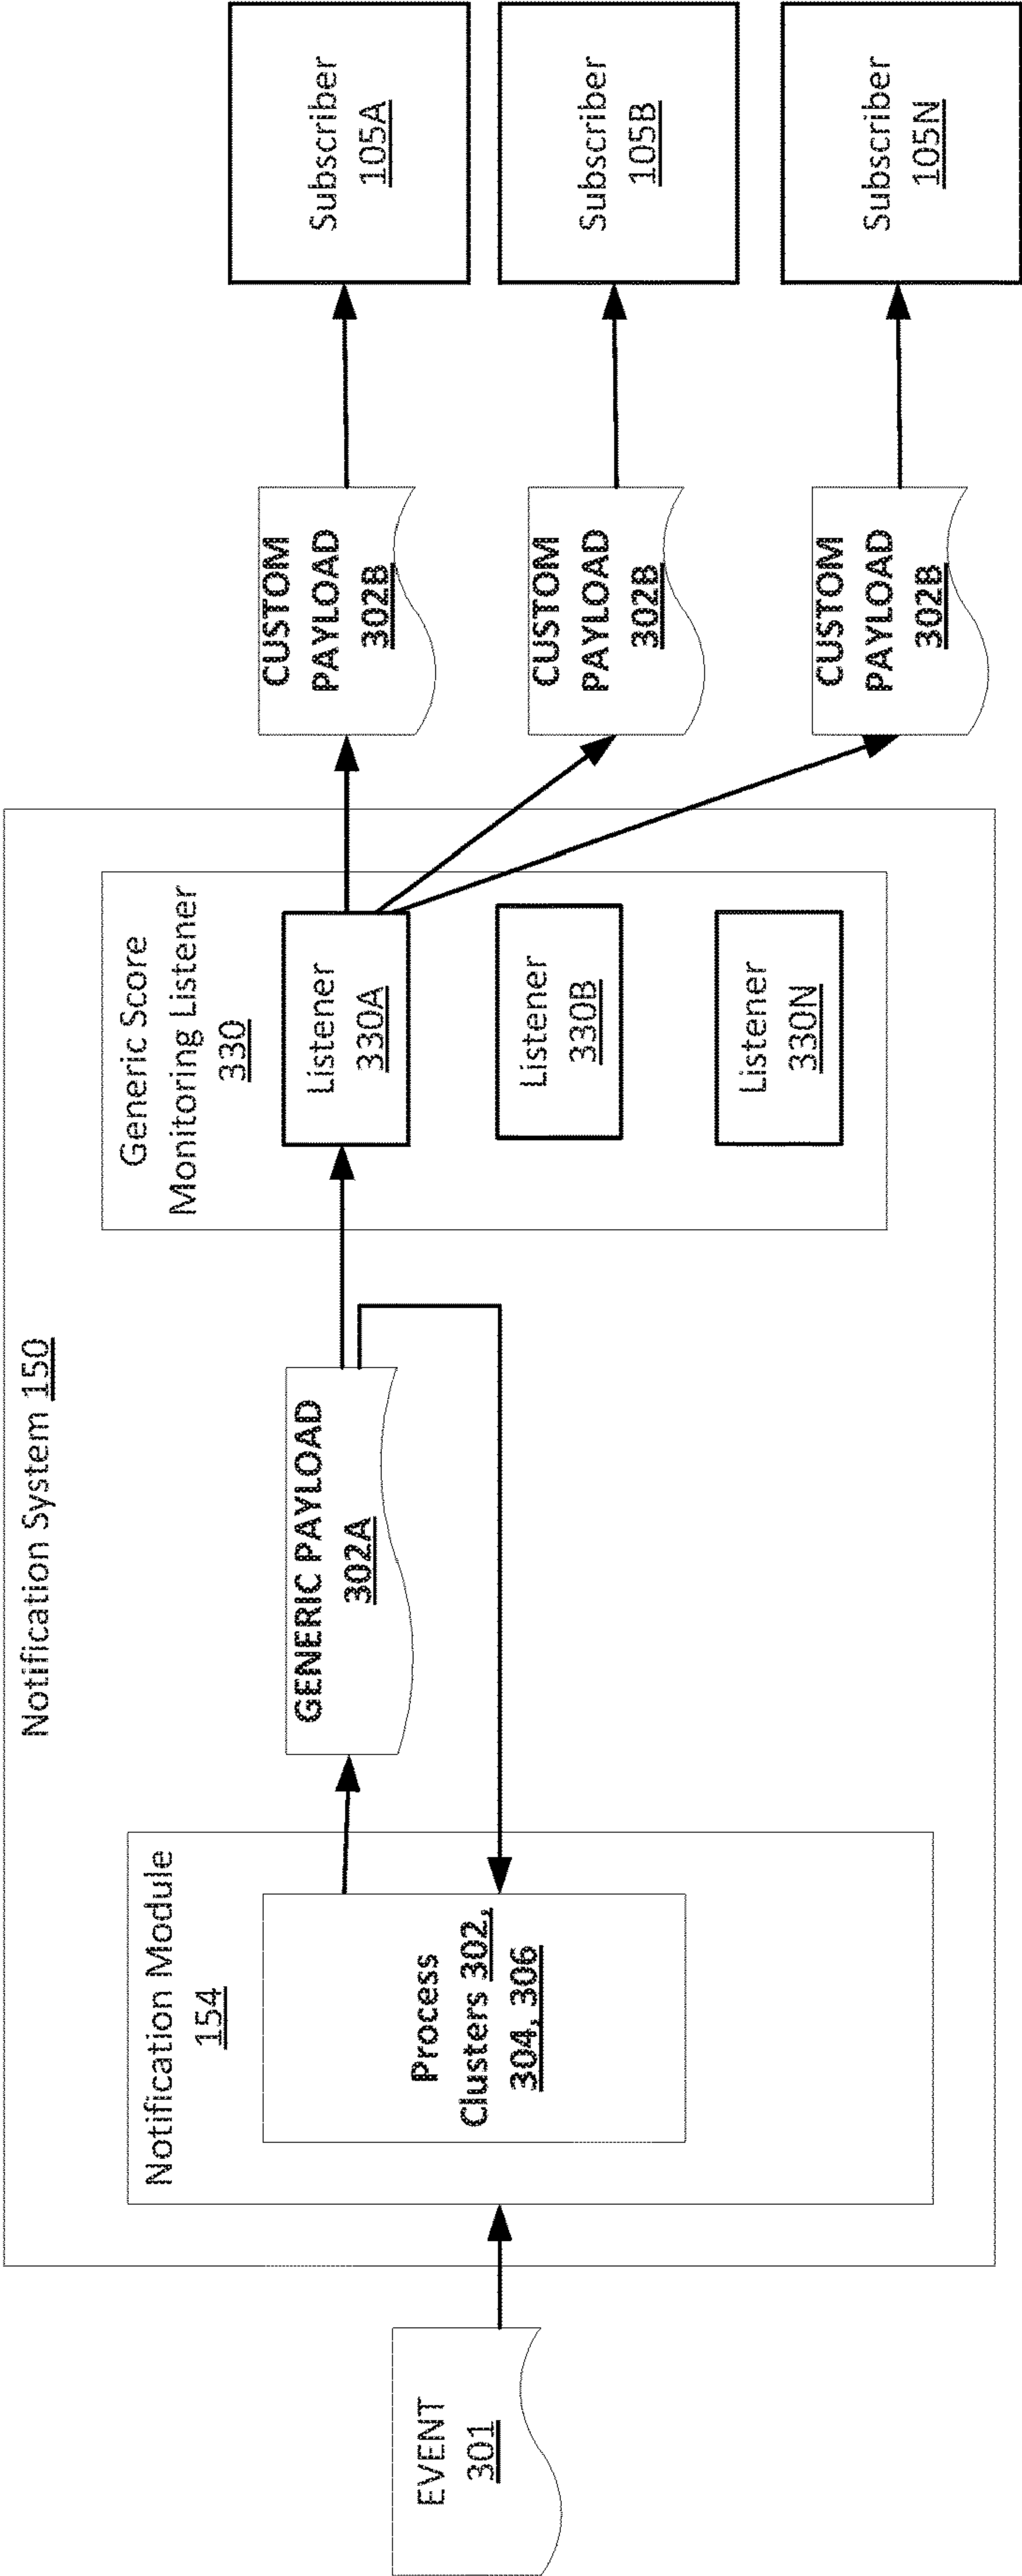 Notification System 150
EVENT
301
Notification Module
154
Process
Clusters 302,
304, 306
GENERIC PAYLOAD
302A
Generic Score
Monitoring Listener
330
Listener
330A
Listener
330B
Listener
330N
CUSTOM
PAYLOAD
302B
CUSTOM
PAYLOAD
302B
CUSTOM
PAYLOAD
302B
Subscriber
105A
Subscriber
105B
Subscriber
105N